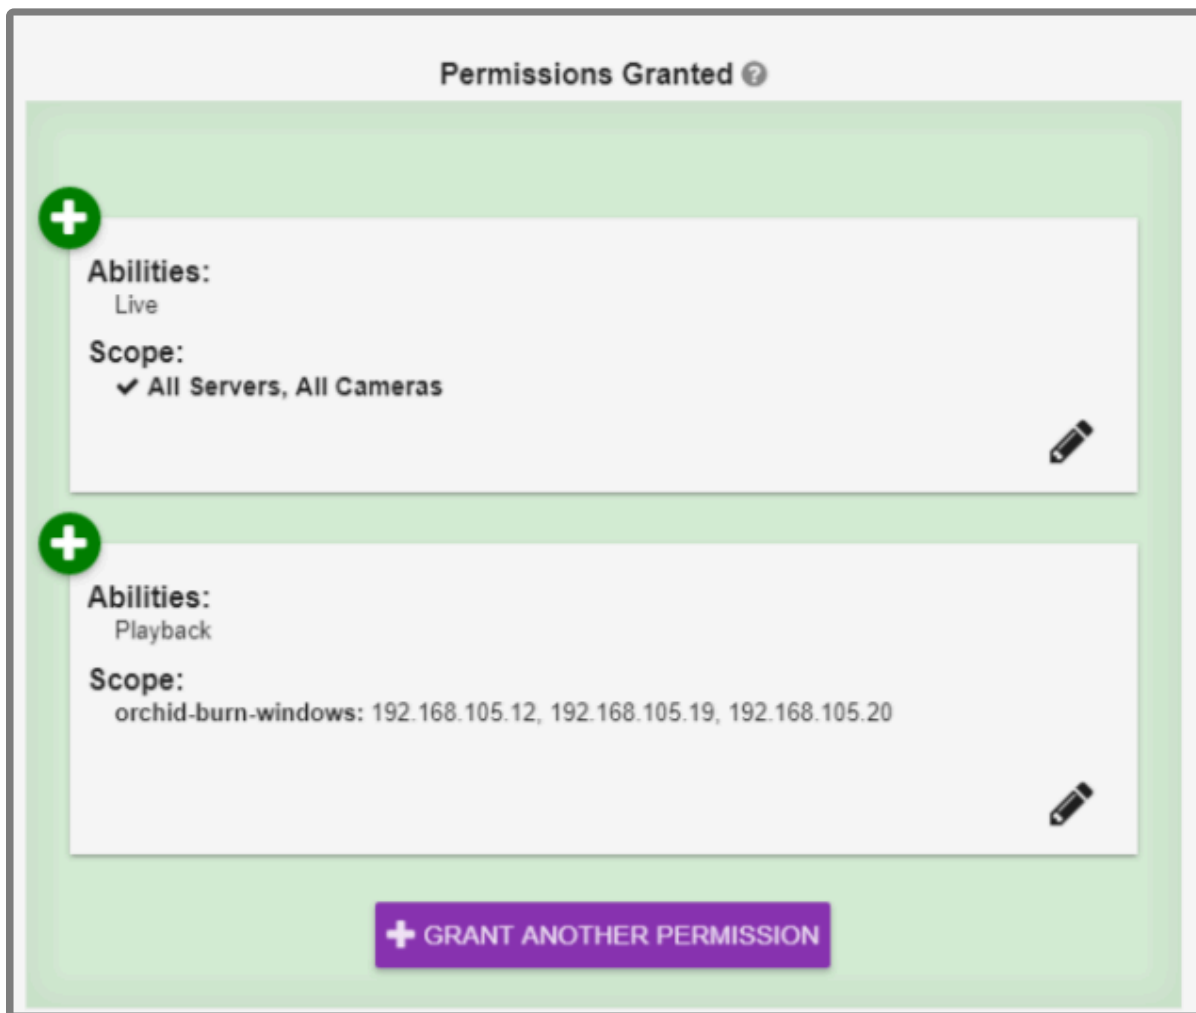 Permissions Granted
Abilities:
Live
Scope:
All Servers, All Cameras
Abilities:
Playback
Scope:
orchid-burn-windows: 192.168.105.12, 192.168.105.19, 192.168.105.20
GRANT ANOTHER PERMISSION